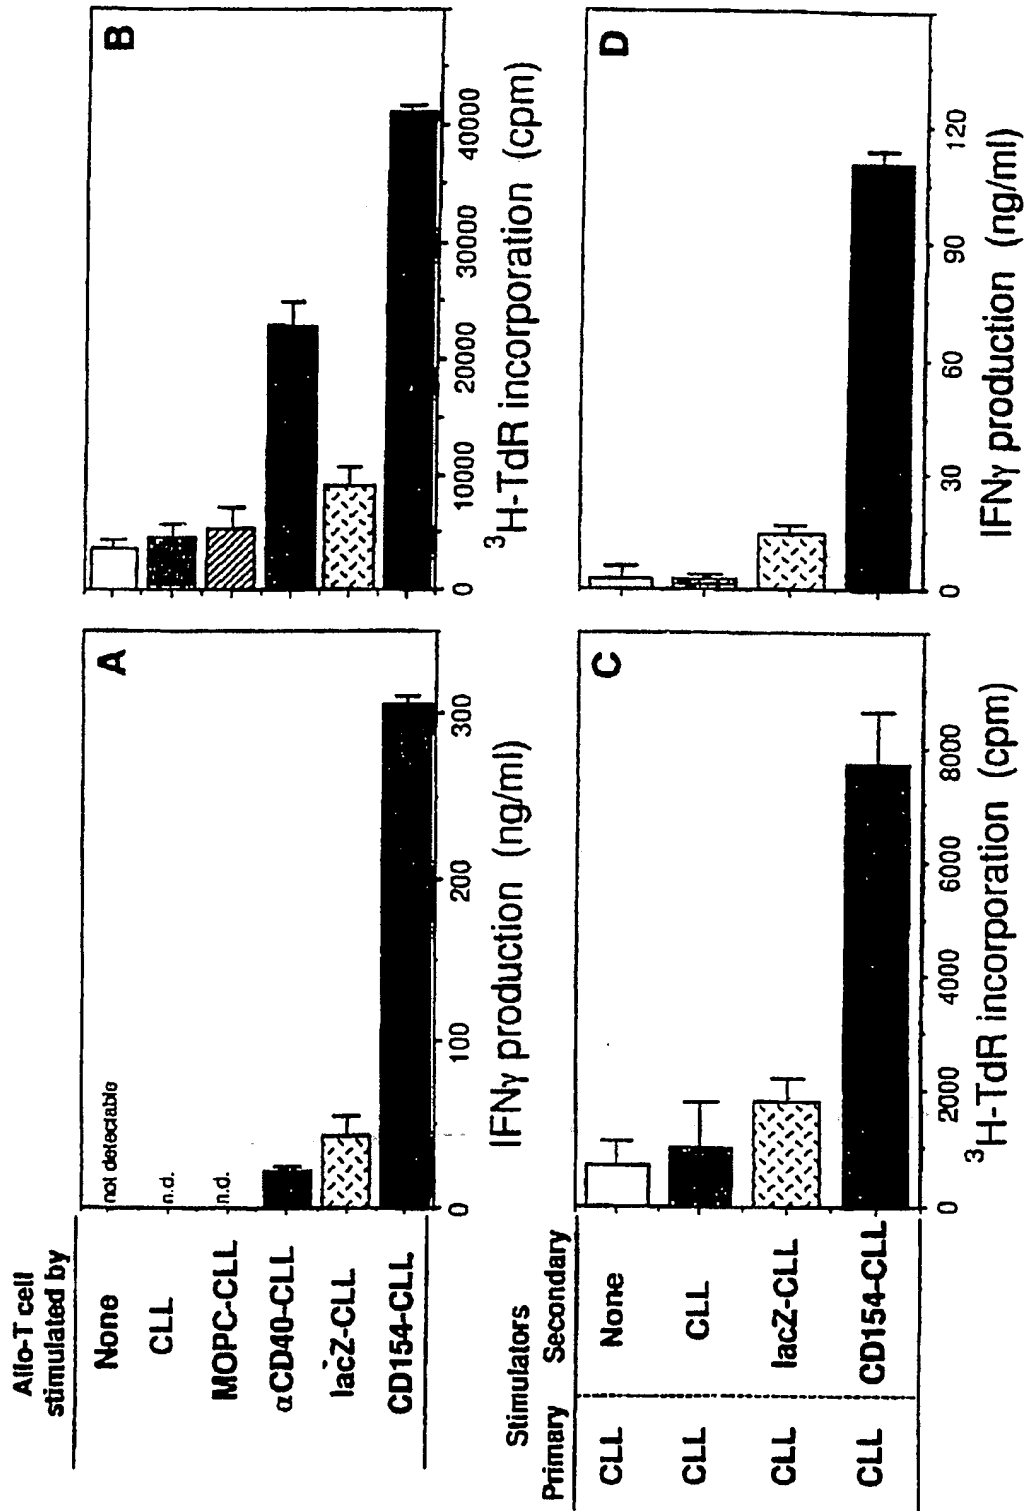 Allo-T cell
stimulated by
None
CLL
MOPC-CLL
αCD40-CLL
lacZ-CLL
CD154-CLL
A
not detectable
n.d.
n.d.
0 100 200 300
IFNγ production (ng/ml)
B
0 10000 20000 30000 40000
³H-TdR incorporation (cpm)
Stimulators
Primary Secondary
CLL None
CLL CLL
CLL lacZ-CLL
CLL CD154-CLL
C
0 2000 4000 6000 8000
³H-TdR incorporation (cpm)
D
0 30 60 90 120
IFNγ production (ng/ml)